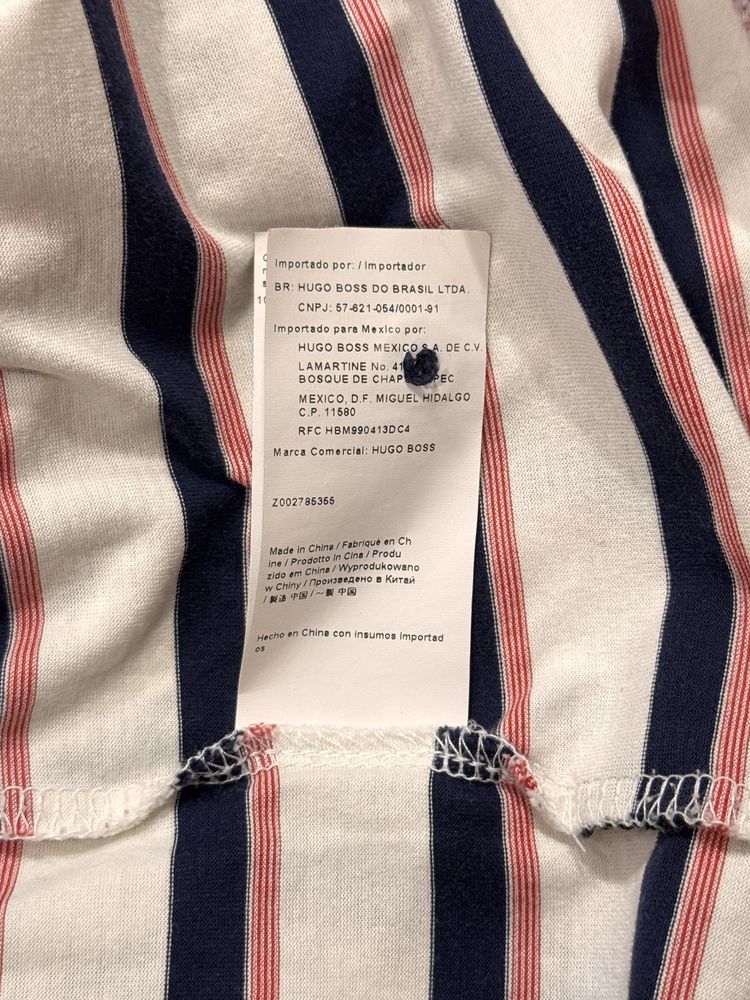 Importado por: / Importador
BR: HUGO BOSS DO BRASIL LTDA.
CNPJ: 57-621-054/0001-91
Importado para Mexico por:
HUGO BOSS MEXICO S.A. DE C.V.
LAMARTINE No.
BOSQUE DE
MEXICO, D.F. MIGUEL HIDALGO
C.P. 11580
RFC HBM990413DC4
Marca Comercial: HUGO BOSS
Z002785355
Made in China / Fabriqué en Ch
ine / Prodotto in Cina / Produ
zido em China / Wyprodukowano
w Chiny / Произведено в Китай
/ 製造 中国 / ～製 中国
Hecho en China con insumos importad
os